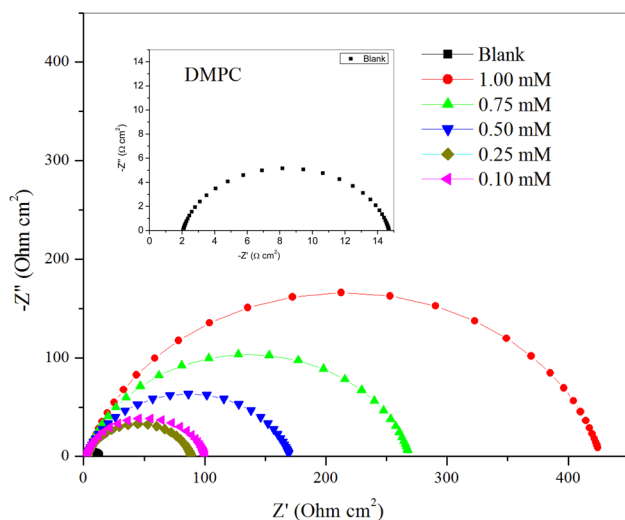 450
400
300
200
100
0
-Z" (Ohm cm²)
0
100
200
300
400
Z' (Ohm cm²)
Blank
1.00 mM
0.75 mM
0.50 mM
0.25 mM
0.10 mM
DMPC
Blank
14
12
10
8
6
4
2
0
-Z'' (Ω cm²)
0
2
4
6
8
10
12
14
-Z' (Ω cm²)